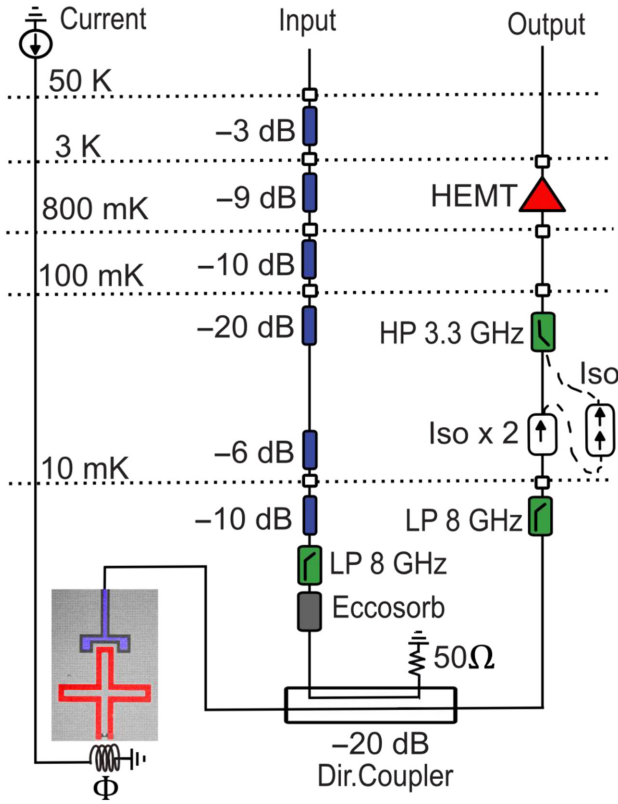 Current
Input
Output
50 K
–3 dB
3 K
–9 dB
HEMT
800 mK
–10 dB
100 mK
–20 dB
HP 3.3 GHz
Iso
Iso x 2
–6 dB
10 mK
–10 dB
LP 8 GHz
LP 8 GHz
Eccosorb
50Ω
–20 dB
Dir.Coupler
Φ